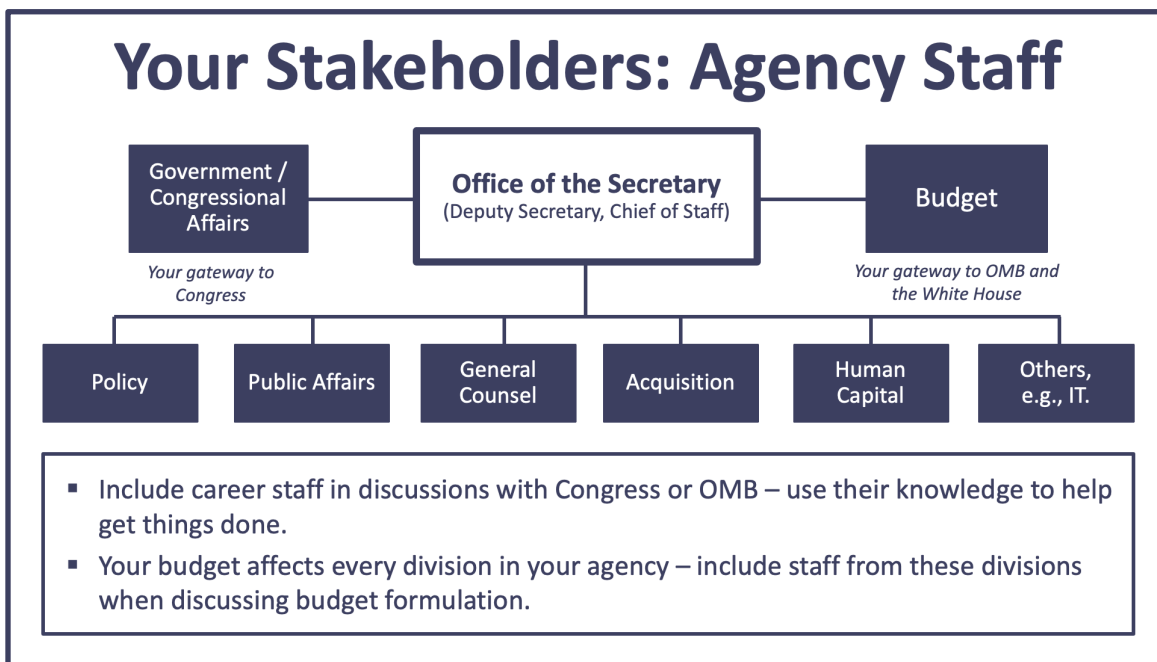 Your Stakeholders: Agency Staff
Government /
Congressional
Affairs
Office of the Secretary
(Deputy Secretary, Chief of Staff)
Budget
Your gateway to
Congress
Your gateway to OMB and
the White House
Policy
Public Affairs
General
Counsel
Acquisition
Human
Capital
Others,
e.g., IT.
▪ Include career staff in discussions with Congress or OMB – use their knowledge to help
get things done.
▪ Your budget affects every division in your agency – include staff from these divisions
when discussing budget formulation.